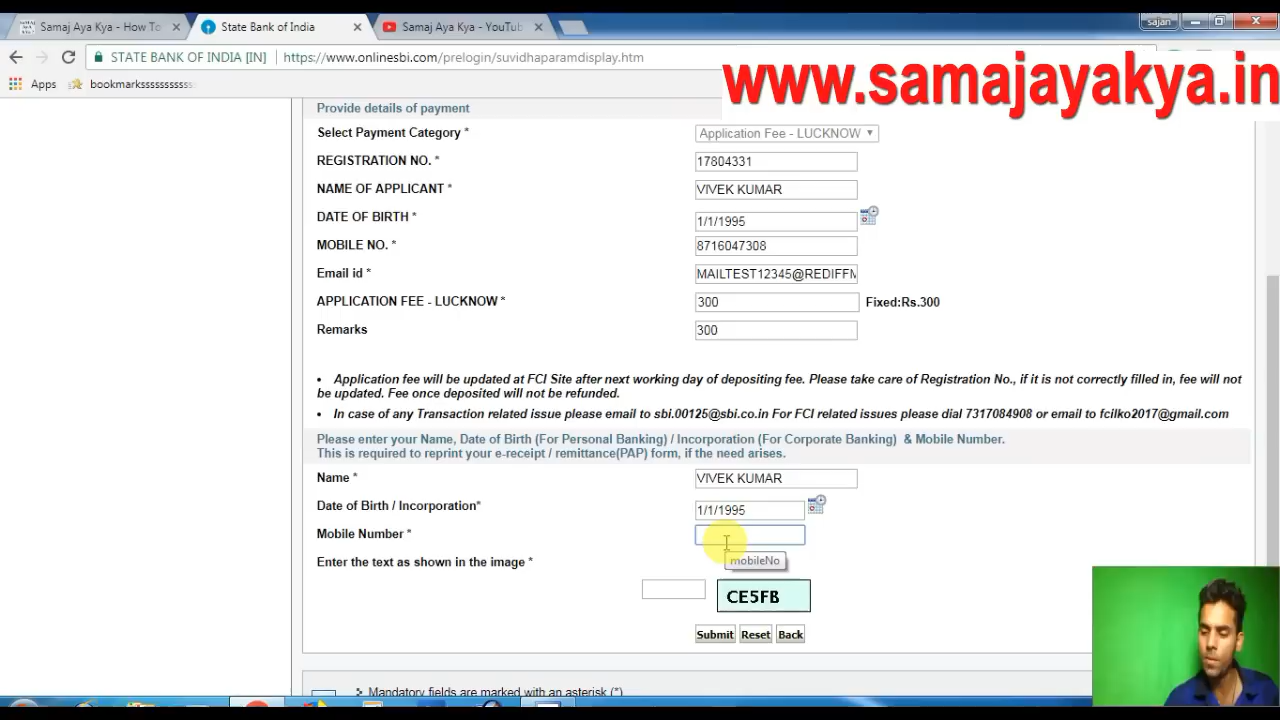 Samaj Aya Kya - How To
State Bank of India
Samaj Aya Kya - YouTu
sajan
STATE BANK OF INDIA [IN]
https://www.onlinesbi.com/prelogin/suvidhaparamdisplay.htm
www.samajayakya.in
Apps
bookmarksssssssss
Provide details of payment
Select Payment Category * Application Fee - LUCKNOW
REGISTRATION NO. * 17804331
NAME OF APPLICANT * VIVEK KUMAR
DATE OF BIRTH * 1/1/1995
MOBILE NO. * 8716047308
Email id * MAILTEST12345@REDIFFM
APPLICATION FEE - LUCKNOW * 300 Fixed:Rs.300
Remarks 300
• Application fee will be updated at FCI Site after next working day of depositing fee. Please take care of Registration No., if it is not correctly filled in, fee will not
be updated. Fee once deposited will not be refunded.
• In case of any Transaction related issue please email to sbi.00125@sbi.co.in For FCI related issues please dial 7317084908 or email to fcilko2017@gmail.com
Please enter your Name, Date of Birth (For Personal Banking) / Incorporation (For Corporate Banking) & Mobile Number.
This is required to reprint your e-receipt / remittance(PAP) form, if the need arises.
Name * VIVEK KUMAR
Date of Birth / Incorporation* 1/1/1995
Mobile Number *
mobileNo
Enter the text as shown in the image *
CE5FB
Submit Reset Back
Mandatory fields are marked with an asterisk (*)